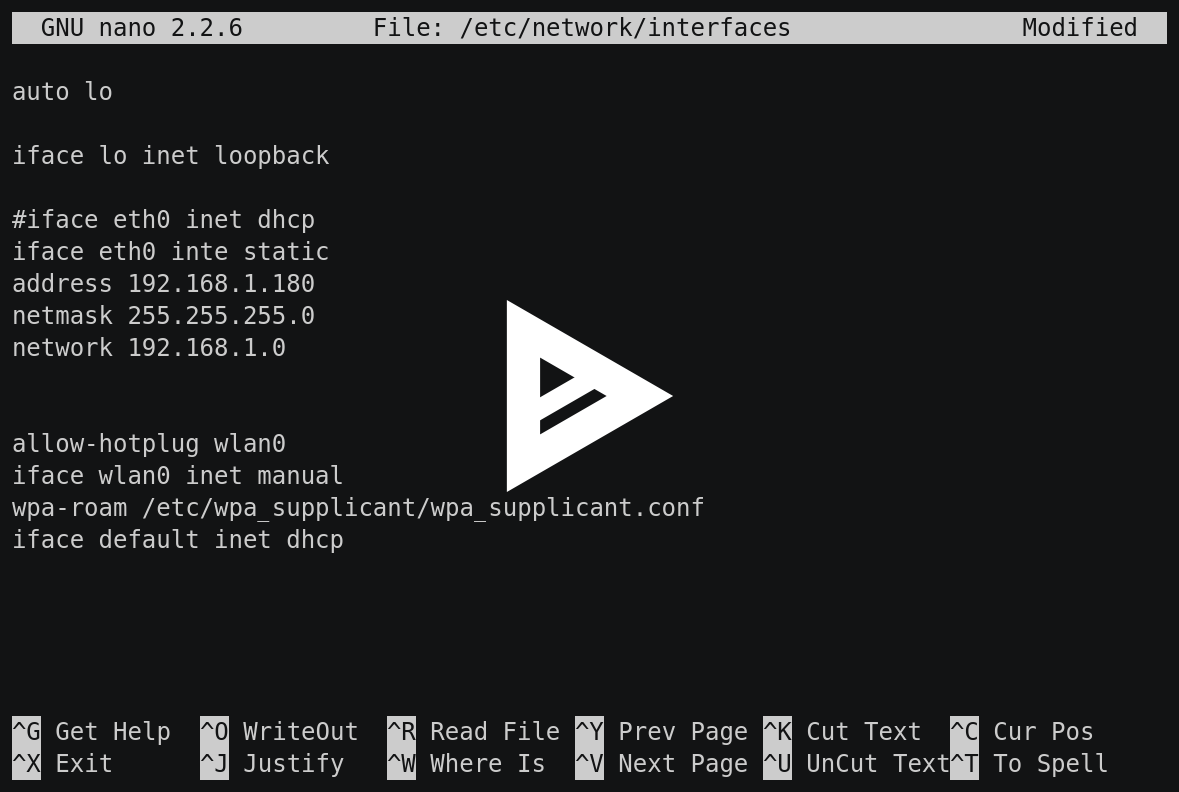 GNU nano 2.2.6 File: /etc/network/interfaces Modified
auto lo
iface lo inet loopback
#iface eth0 inet dhcp
iface eth0 inte static
address 192.168.1.180
netmask 255.255.255.0
network 192.168.1.0
allow-hotplug wlan0
iface wlan0 inet manual
wpa-roam /etc/wpa_supplicant/wpa_supplicant.conf
iface default inet dhcp
^G Get Help ^O WriteOut ^R Read File ^Y Prev Page ^K Cut Text ^C Cur Pos
^X Exit ^J Justify ^W Where Is ^V Next Page ^U UnCut Text ^T To Spell